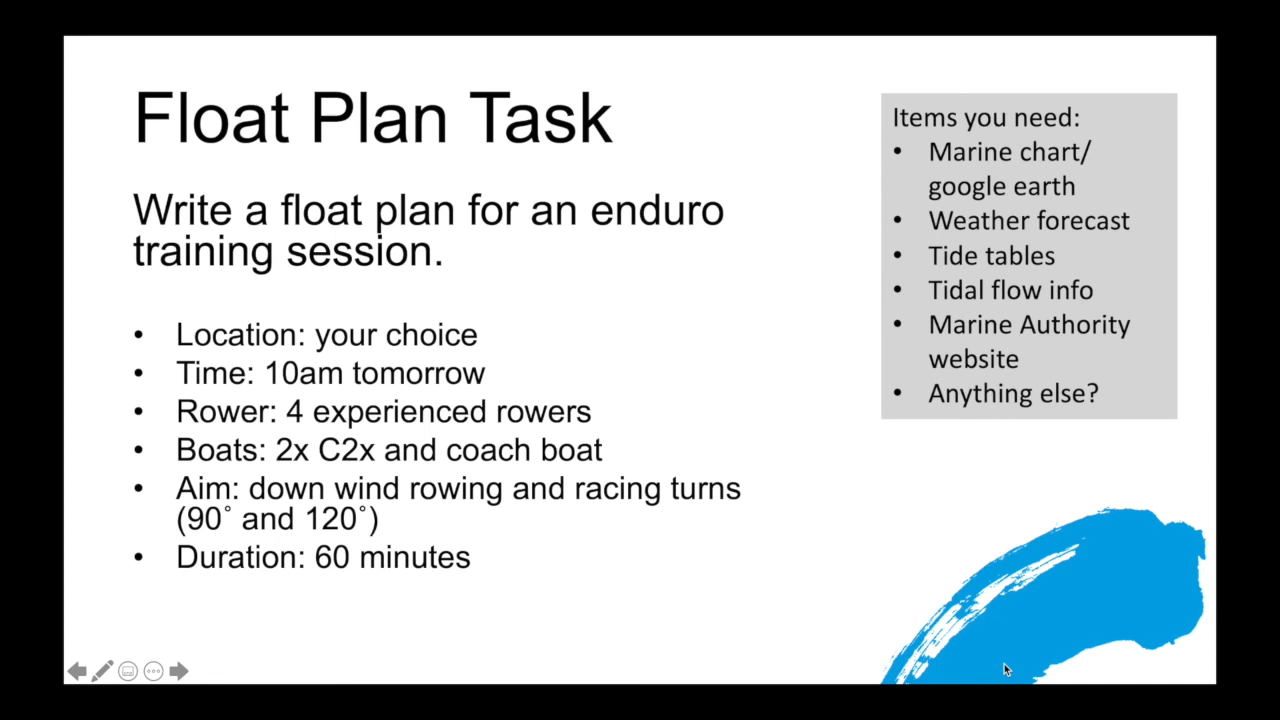 Float Plan Task
Write a float plan for an enduro
training session.
• Location: your choice
• Time: 10am tomorrow
• Rower: 4 experienced rowers
• Boats: 2x C2x and coach boat
• Aim: down wind rowing and racing turns
(90˚ and 120˚)
• Duration: 60 minutes
Items you need:
• Marine chart/
google earth
• Weather forecast
• Tide tables
• Tidal flow info
• Marine Authority
website
• Anything else?